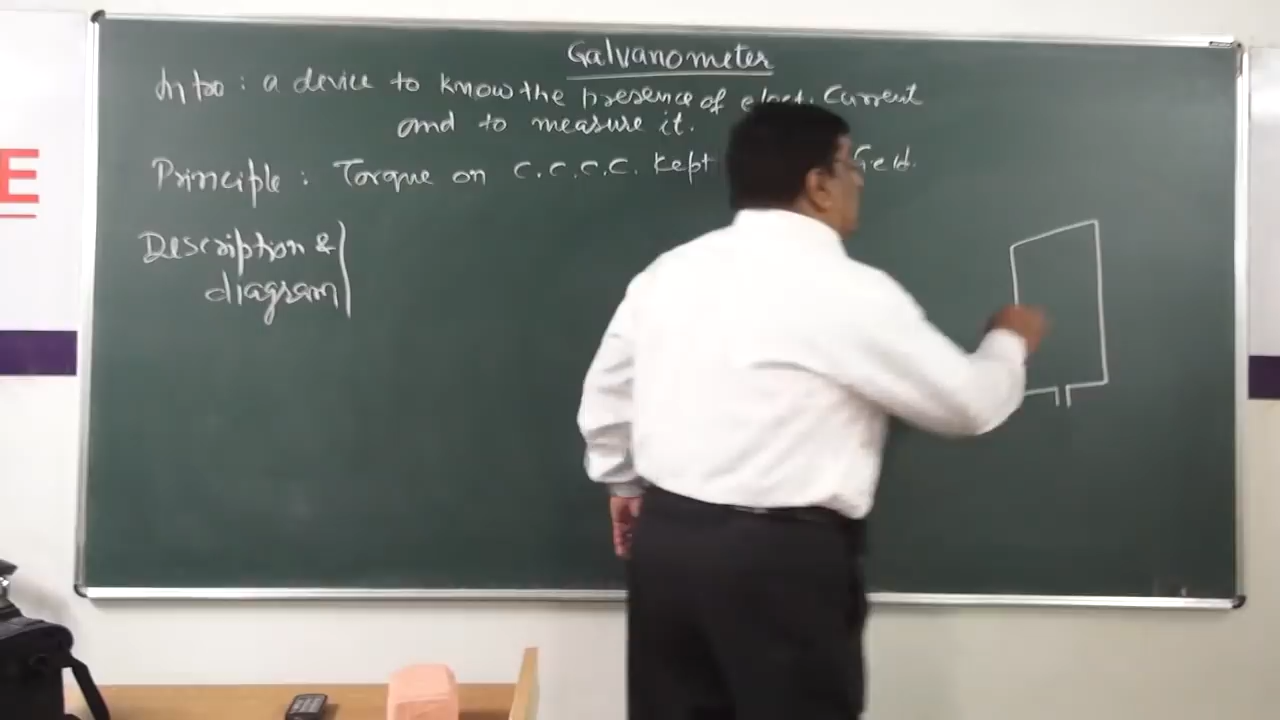 Galvanometer
Intro : a device to know the presence of elect. Current
and to measure it.
Principle : Torque on C.C.C.C. kept field.
Description &
diagram
E